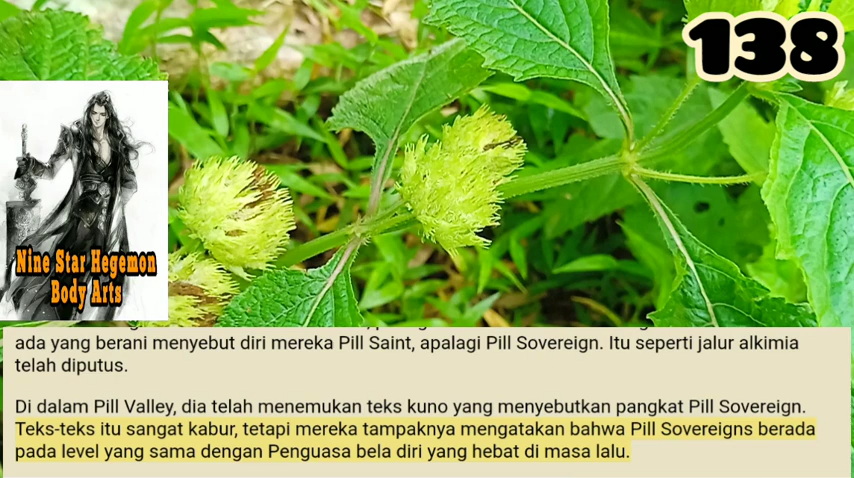 138
Nine Star Hegemon
Body Arts
ada yang berani menyebut diri mereka Pill Saint, apalagi Pill Sovereign. Itu seperti jalur alkimia
telah diputus.
Di dalam Pill Valley, dia telah menemukan teks kuno yang menyebutkan pangkat Pill Sovereign.
Teks-teks itu sangat kabur, tetapi mereka tampaknya mengatakan bahwa Pill Sovereigns berada
pada level yang sama dengan Penguasa bela diri yang hebat di masa lalu.